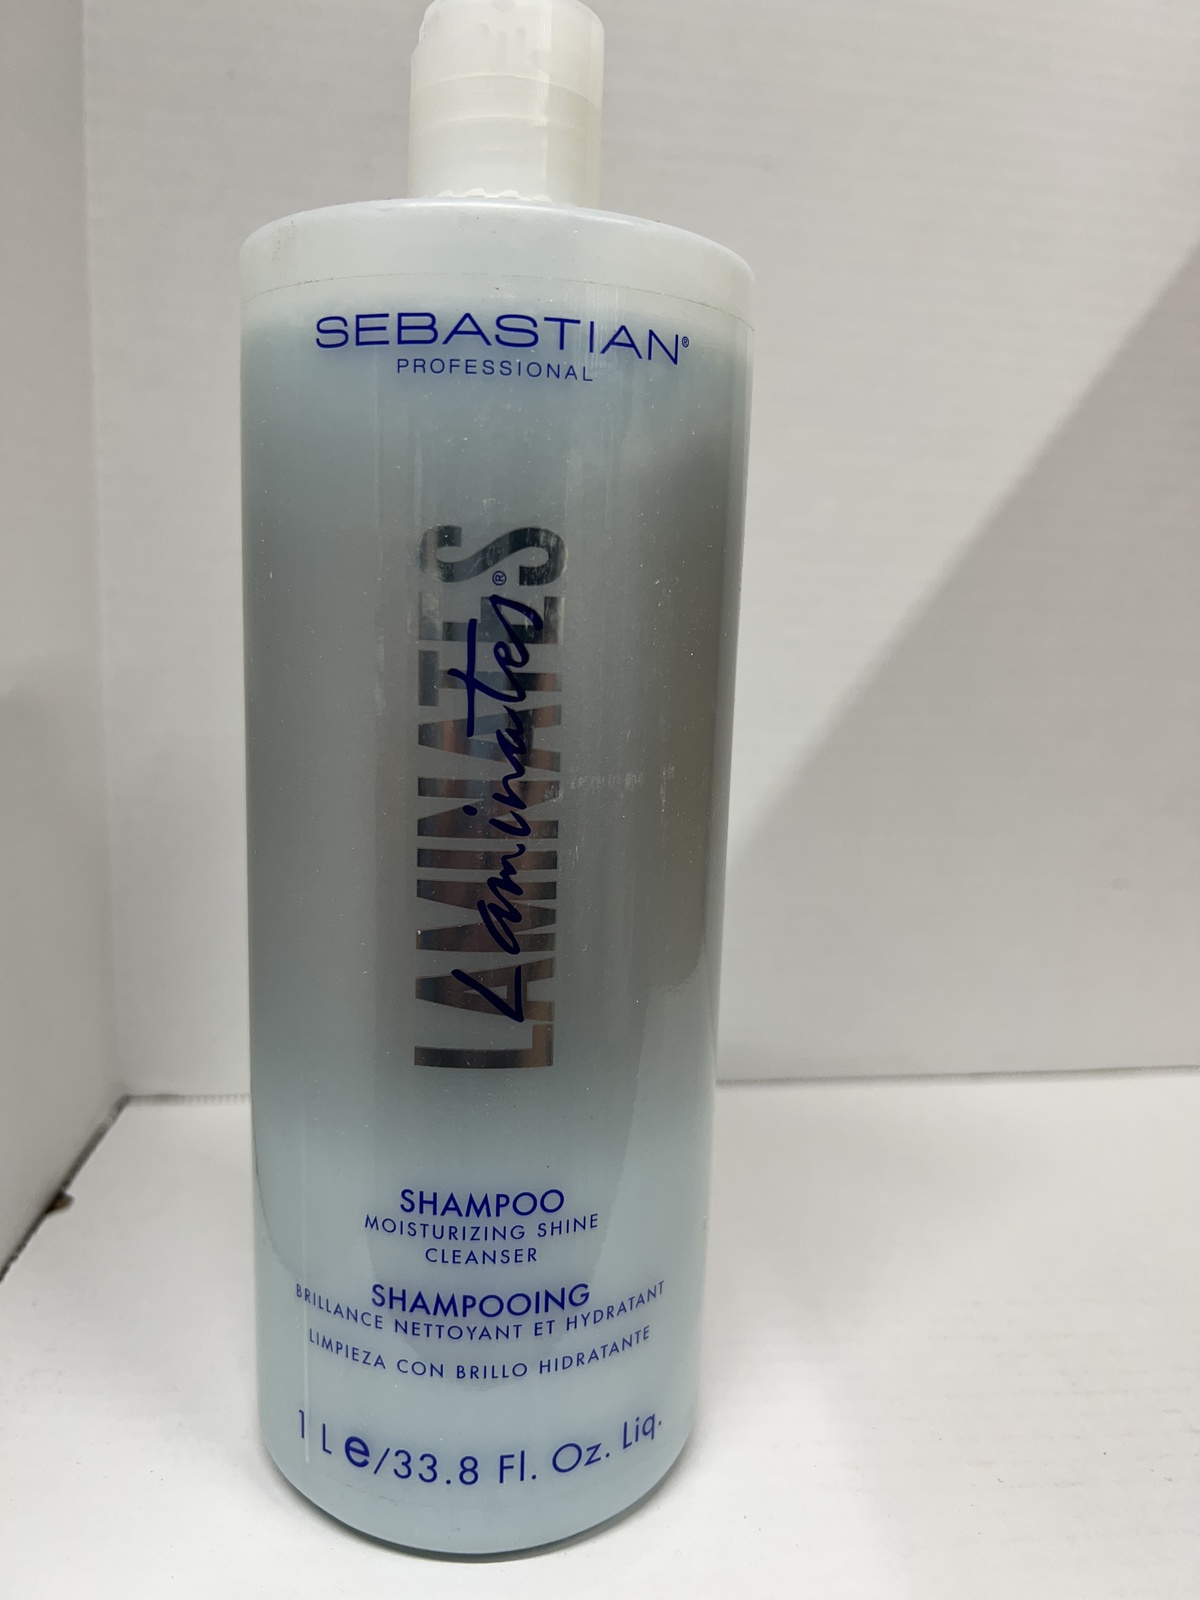 SEBASTIAN®
PROFESSIONAL
LAMINATES
Laminates®
SHAMPOO
MOISTURIZING SHINE
CLEANSER
SHAMPOOING
BRILLANCE NETTOYANT ET HYDRATANT
LIMPIEZA CON BRILLO HIDRATANTE
1 L e/33.8 Fl. Oz. Liq.